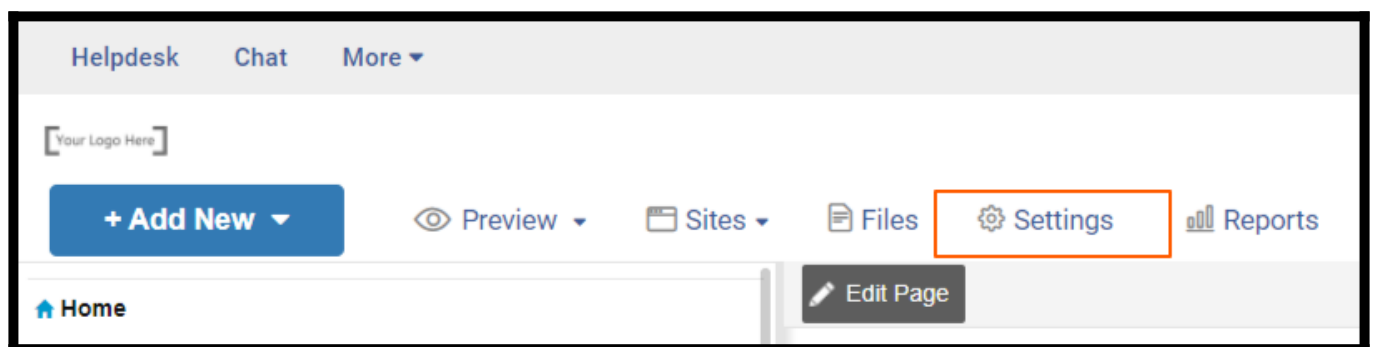 Helpdesk Chat More
Your Logo Here
+ Add New Preview Sites Files Settings Reports
Home Edit Page